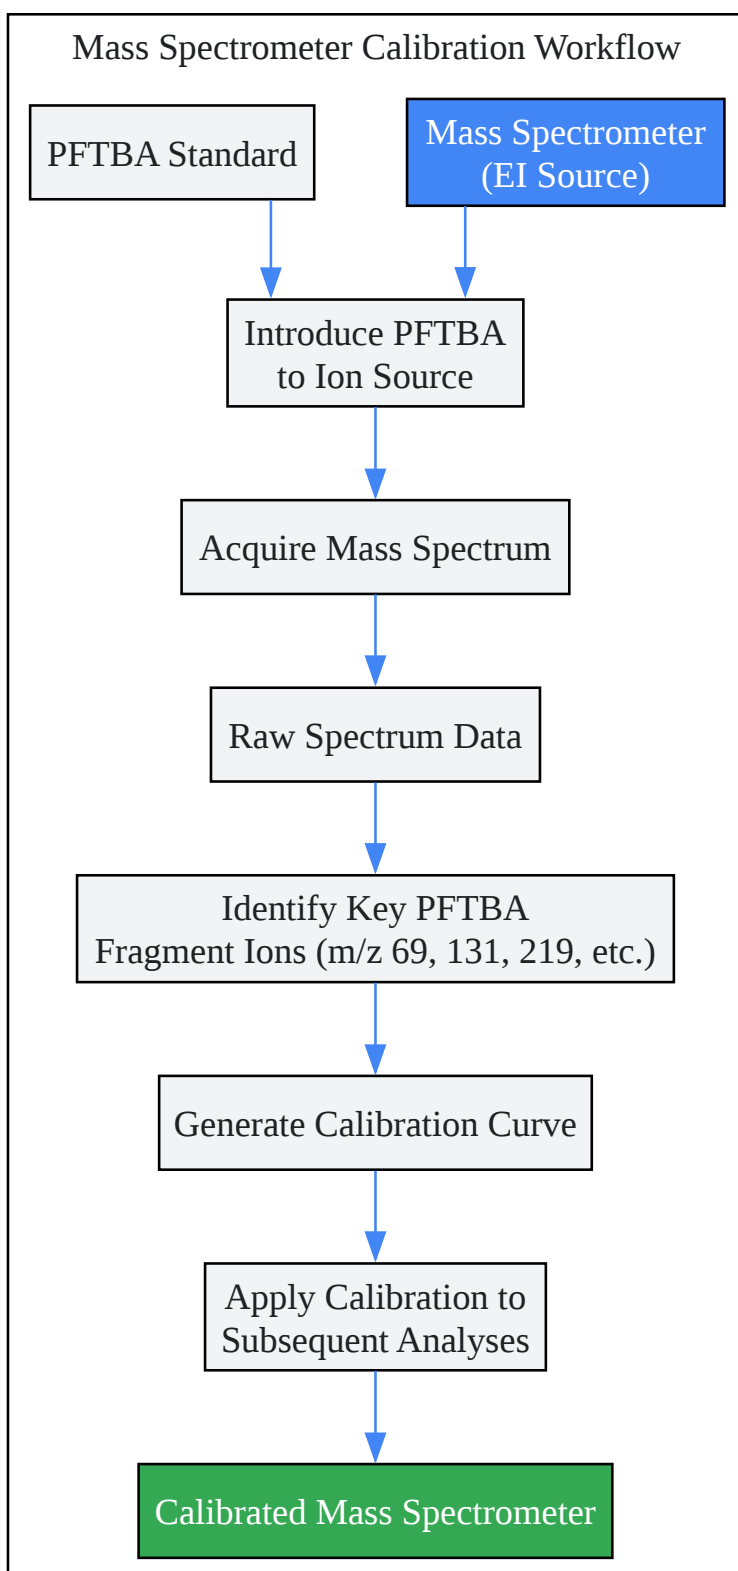 Mass Spectrometer Calibration Workflow
PFTBA Standard
Mass Spectrometer
(EI Source)
Introduce PFTBA
to Ion Source
Acquire Mass Spectrum
Raw Spectrum Data
Identify Key PFTBA
Fragment Ions (m/z 69, 131, 219, etc.)
Generate Calibration Curve
Apply Calibration to
Subsequent Analyses
Calibrated Mass Spectrometer